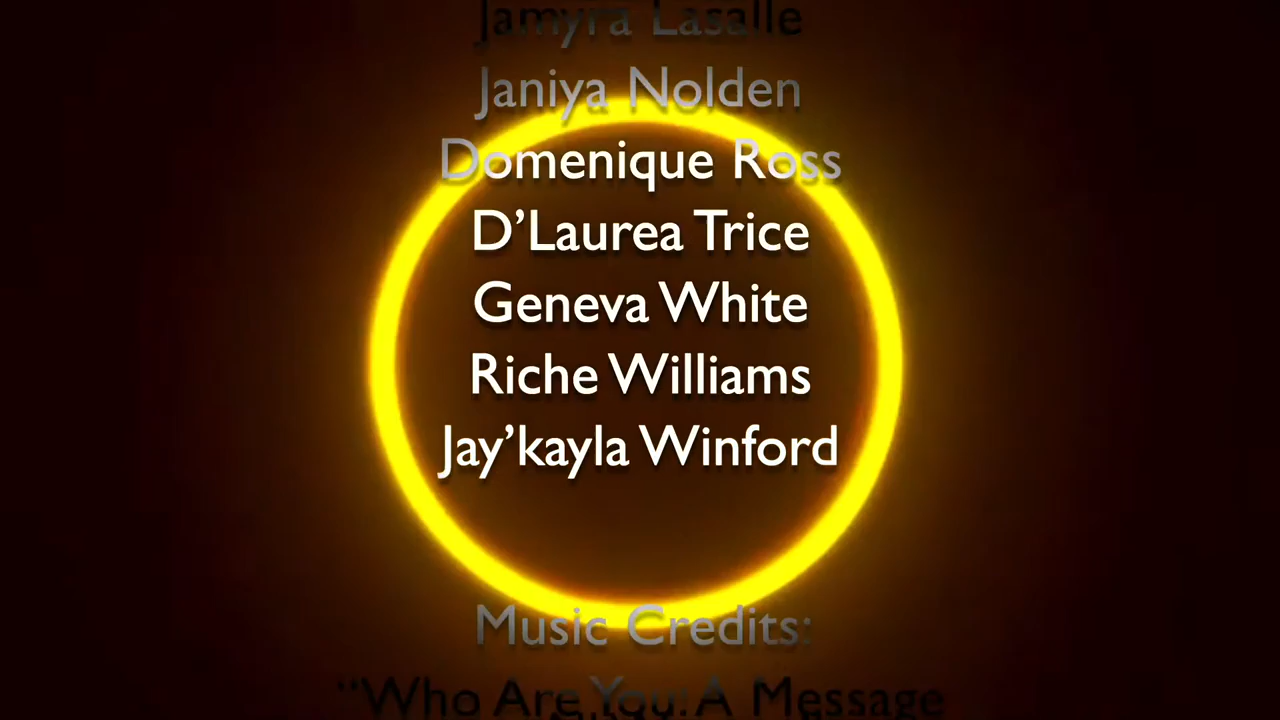 Jamyra Lasalle
Janiya Nolden
Domenique Ross
D’Laurea Trice
Geneva White
Riche Williams
Jay’kayla Winford
Music Credits:
“Who Are You: A Message